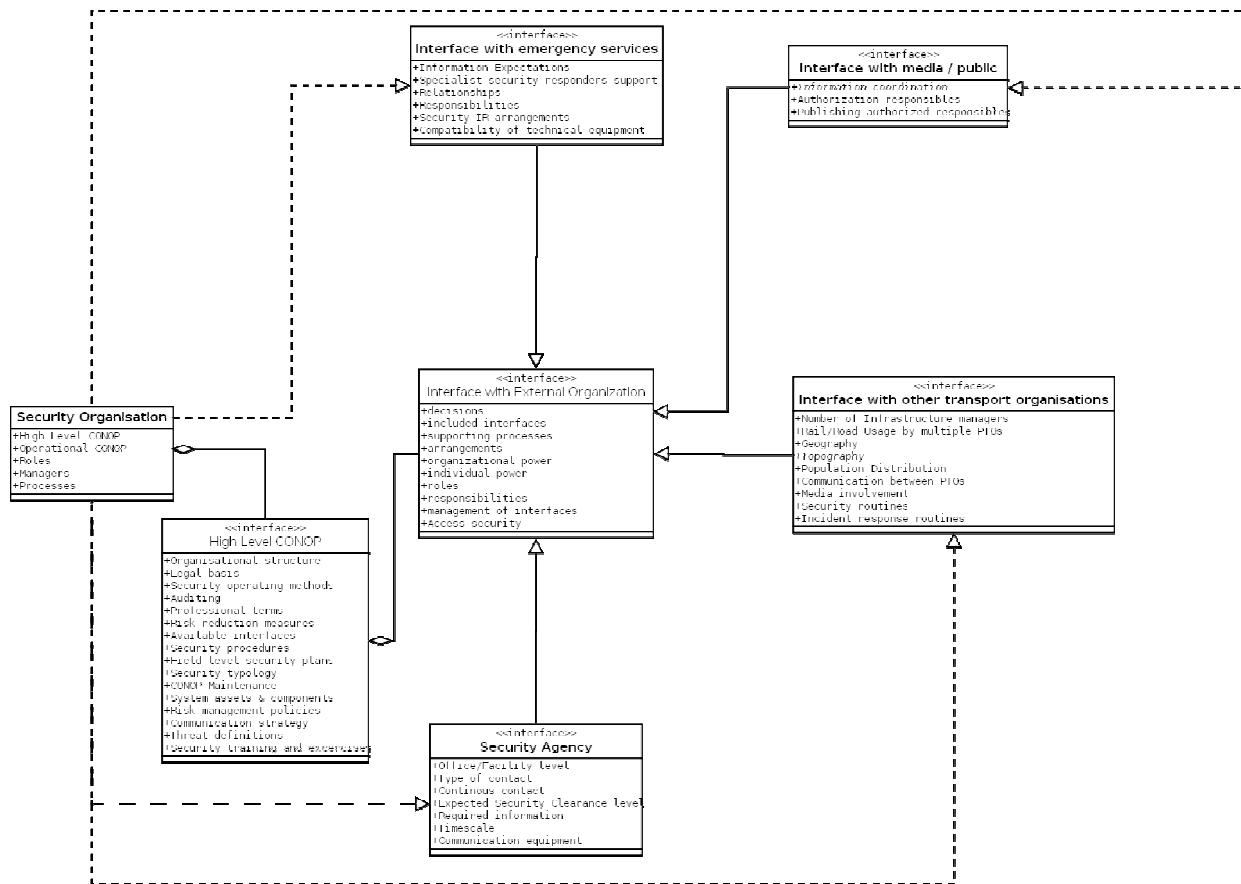 <<interface>>
Interface with emergency services
+Information Expectations
+Specialist security responders support
+Relationships
+Responsibilities
+Security IR arrangements
+Compatibility of technical equipment
<<interface>>
Interface with media / public
+Information coordination
+Authorization responsibles
+Publishing authorized responsibles
Security Organisation
+High Level CONOP
+Operational CONOP
+Roles
+Managers
+Processes
<<interface>>
Interface with External Organization
+decisions
+included interfaces
+supporting processes
+arrangements
+organizational power
+individual power
+roles
+responsibilities
+management of interfaces
+Access security
<<interface>>
Interface with other transport organisations
+Number of Infrastructure managers
+Rail/Road Usage by multiple PTOs
+Geography
+Topography
+Population Distribution
+Communication between PTOs
+Media involvement
+Security routines
+Incident response routines
<<interface>>
High Level CONOP
+Organisational structure
+Legal basis
+Security operating methods
+Auditing
+Professional terms
+Risk reduction measures
+Available interfaces
+Security procedures
+Field level security plans
+Security typology
+CONOP Maintenance
+System assets & components
+Risk management policies
+Communication strategy
+Threat definitions
+Security training and excercises
<<interface>>
Security Agency
+Office/Facility level
+Type of contact
+Continous contact
+Expected Security Clearance level
+Required information
+Timescale
+Communication equipment